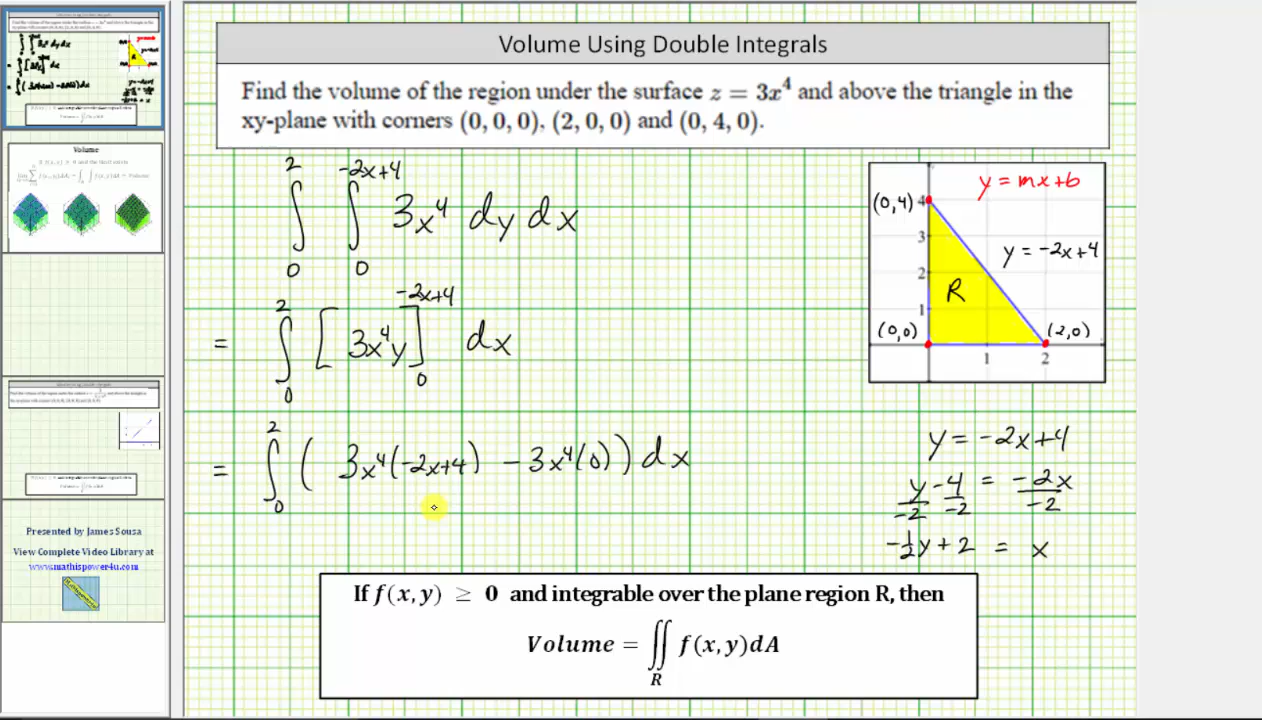 Volume Using Double Integrals
Find the volume of the region under the surface z = 3x⁴ and above the triangle in the
xy-plane with corners (0, 0, 0), (2, 0, 0) and (0, 4, 0).
∫₀² ∫₀^(-2x+4) 3x⁴ dy dx
= ∫₀² [3x⁴y]₀^(-2x+4) dx
= ∫₀² ( 3x⁴(-2x+4) - 3x⁴(0) ) dx
y = mx+b
(0,4) 4
3
y = -2x+4
2
R
1
(0,0) (2,0)
1 2
y = -2x+4
y/-2 - 4/-2 = -2x/-2
-½y + 2 = x
If f(x, y) ≥ 0 and integrable over the plane region R, then
Volume = ∬_R f(x, y)dA
Volume
Presented by James Sousa
View Complete Video Library at
www.mathispower4u.com